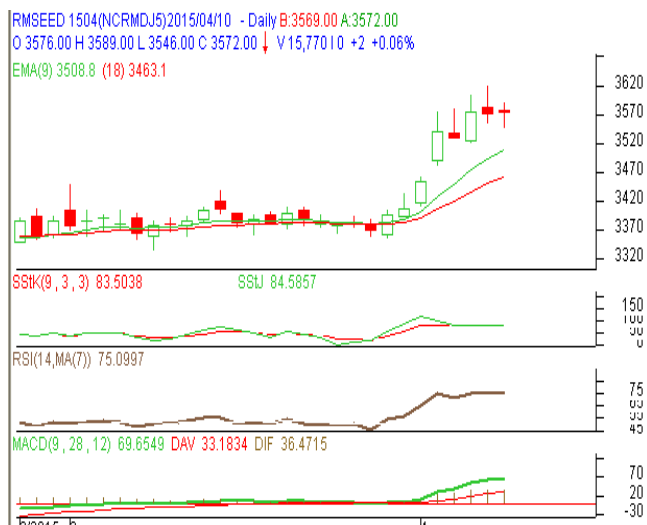 RMSEED 1504(NCRMDJ5)2015/04/10 - Daily B:3569.00 A:3572.00
O 3576.00 H 3589.00 L 3546.00 C 3572.00 V 15,770 I 0 +2 +0.06%
EMA(9) 3508.8 (18) 3463.1
3620
3570
3520
3470
3420
3370
3320
SStK(9 , 3 , 3) 83.5038 SStJ 84.5857
150
100
50
0
RSI(14,MA(7)) 75.0997
75
55
45
MACD(9 , 28 , 12) 69.6549 DAV 33.1834 DIF 36.4715
70
20
-30